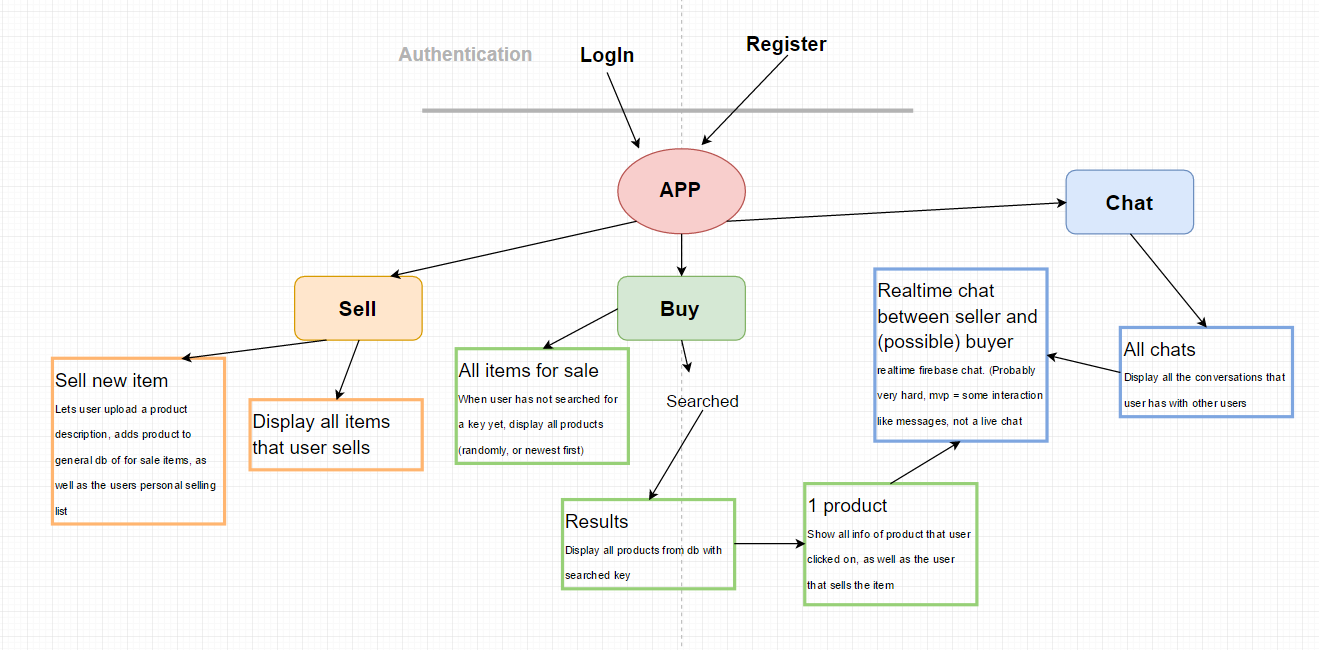 Authentication
LogIn
Register
APP
Chat
Sell
Buy
Sell new item
Lets user upload a product
description, adds product to
general db of for sale items, as
well as the users personal selling
list
Display all items
that user sells
All items for sale
When user has not searched for
a key yet, display all products
(randomly, or newest first)
Searched
Results
Display all products from db with
searched key
1 product
Show all info of product that user
clicked on, as well as the user
that sells the item
Realtime chat
between seller and
(possible) buyer
realtime firebase chat. (Probably
very hard, mvp = some interaction
like messages, not a live chat
All chats
Display all the conversations that
user has with other users